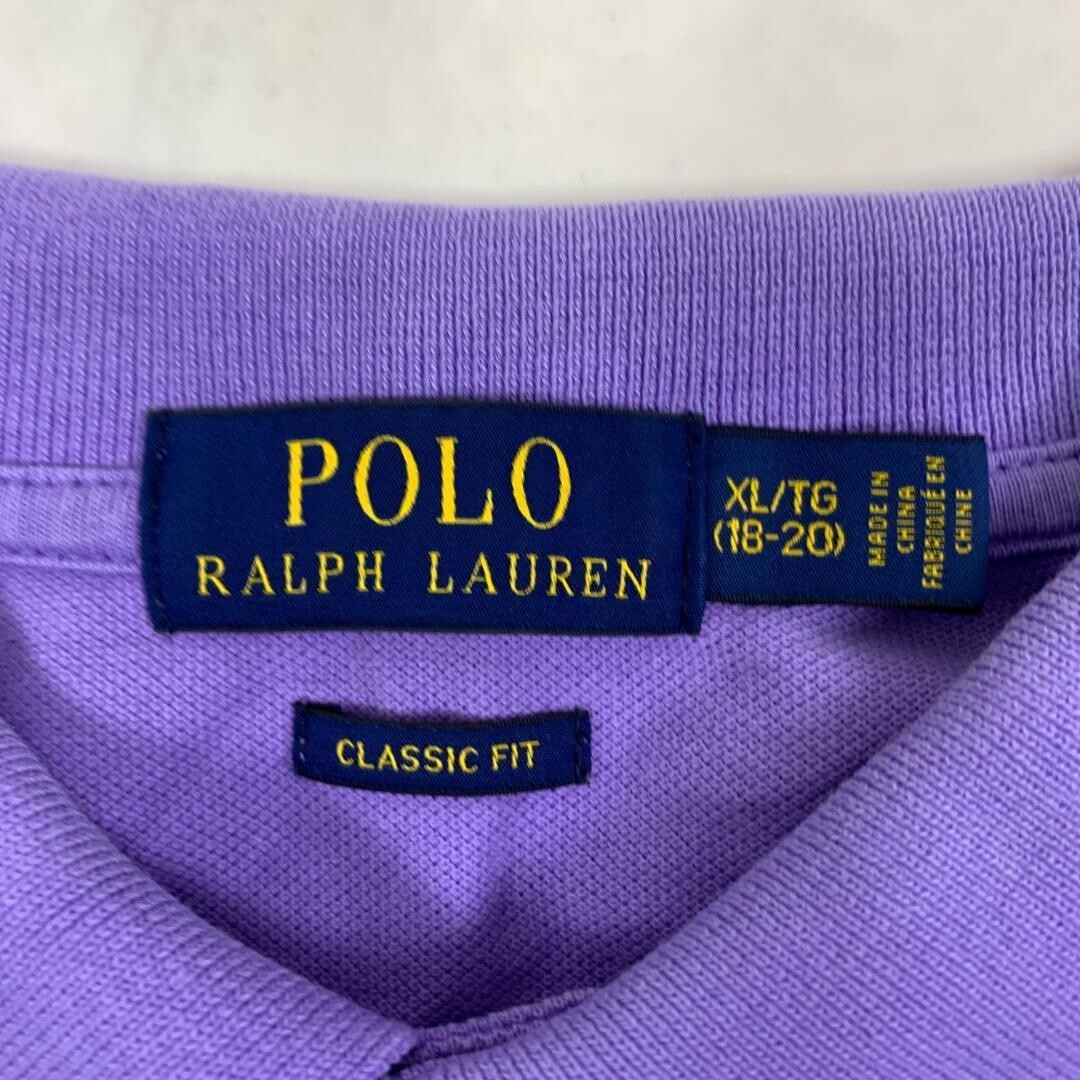 POLO
RALPH LAUREN
XL/TG
(18-20)
MADE IN
CHINA
FABRIQUÉ EN
CHINE
CLASSIC FIT